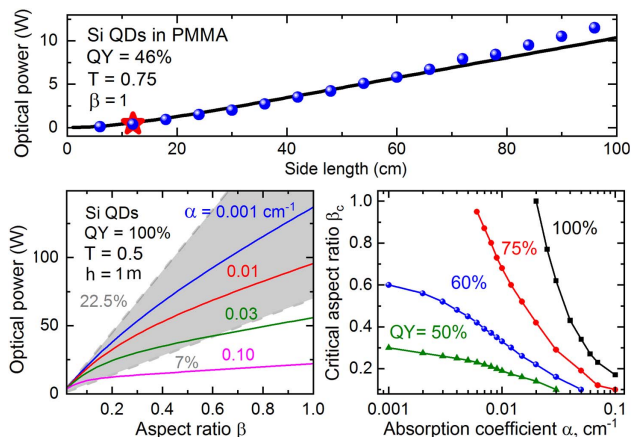 Optical power (W)
10
5
0
Si QDs in PMMA
QY = 46%
T = 0.75
β = 1
0 20 40 60 80 100
Side length (cm)
Optical power (W)
100
50
0
Si QDs
QY = 100%
T = 0.5
h = 1 m
22.5%
7%
α = 0.001 cm⁻¹
0.01
0.03
0.10
0.2 0.4 0.6 0.8 1.0
Aspect ratio β
Critical aspect ratio βc
1.0
0.8
0.6
0.4
0.2
100%
75%
60%
QY= 50%
0.001 0.01 0.1
Absorption coefficient α, cm⁻¹